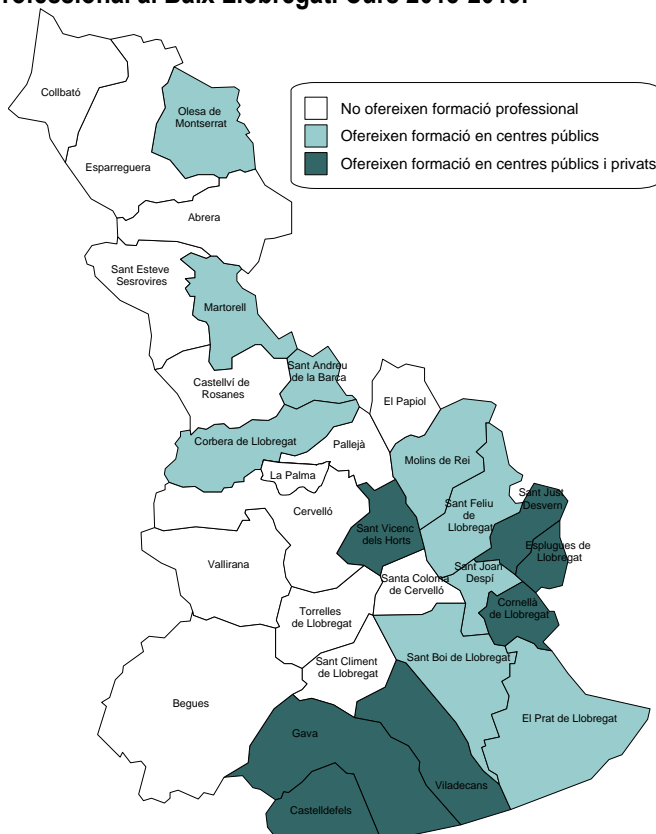 rofessional al Baix Llobregat. Curs 2018-2019.
No ofereixen formació professional
Ofereixen formació en centres públics
Ofereixen formació en centres públics i privats
Collbató
Olesa de
Montserrat
Esparreguera
Abrera
Sant Esteve
Sesrovires
Martorell
Sant Andreu
de la Barca
Castellví de
Rosanes
El Papiol
Corbera de Llobregat
Pallejà
Molins de Rei
La Palma
Cervelló
Sant Feliu
de
Llobregat
Sant Just
Desvern
Sant Vicenc
dels Horts
Esplugues de
Llobregat
Vallirana
Sant Joan
Despí
Santa Coloma
de Cervelló
Cornellà
de Llobregat
Torrelles
de Llobregat
Sant Climent
de Llobregat
Sant Boi de Llobregat
Begues
El Prat de Llobregat
Gava
Viladecans
Castelldefels